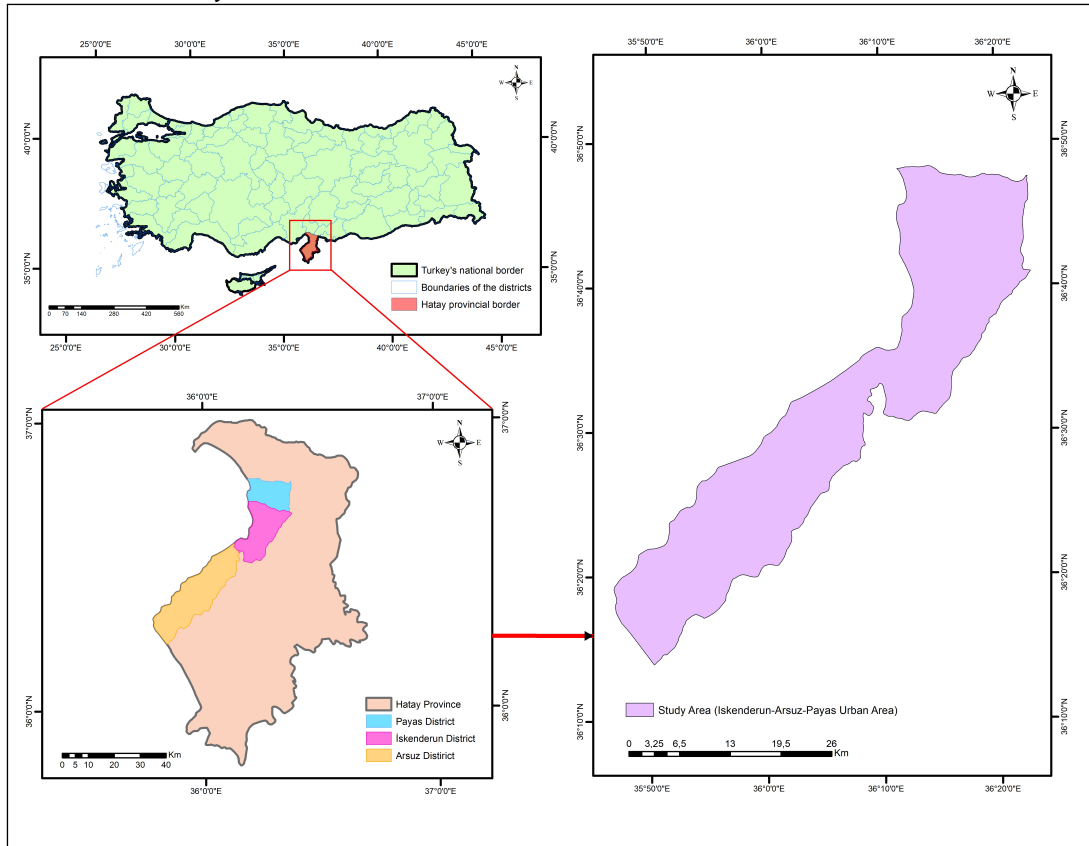 25°0'0"E 30°0'0"E 35°0'0"E 40°0'0"E 45°0'0"E
N
W E
S
40°0'0"N
40°0'0"N
35°0'0"N
35°0'0"N
Turkey's national border
Boundaries of the districts
Hatay provincial border
Km
0 70 140 280 420 560
25°0'0"E 30°0'0"E 35°0'0"E 40°0'0"E 45°0'0"E
36°0'0"E 37°0'0"E
37°0'0"N
37°0'0"N
N
W E
S
36°0'0"N
36°0'0"N
Hatay Province
Payas District
İskenderun District
Arsuz District
Km
0 5 10 20 30 40
36°0'0"E 37°0'0"E
35°50'0"E 36°0'0"E 36°10'0"E 36°20'0"E
N
W E
S
36°50'0"N
36°50'0"N
36°40'0"N
36°40'0"N
36°30'0"N
36°30'0"N
36°20'0"N
36°20'0"N
36°10'0"N
36°10'0"N
Study Area (Iskenderun-Arsuz-Payas Urban Area)
0 3,25 6,5 13 19,5 26
Km
35°50'0"E 36°0'0"E 36°10'0"E 36°20'0"E